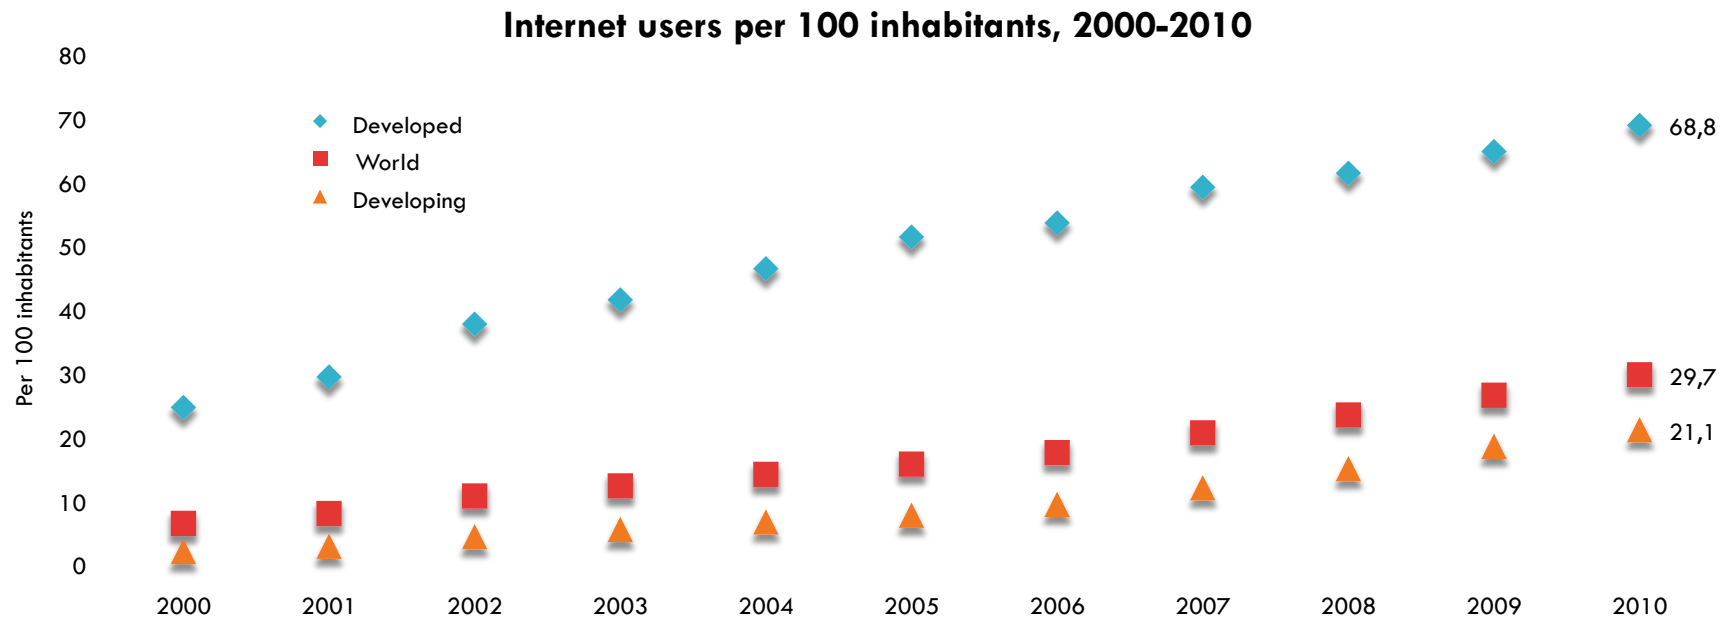 Internet users per 100 inhabitants, 2000-2010
80
70
60
50
40
30
20
10
0
Per 100 inhabitants
Developed
World
Developing
68,8
29,7
21,1
2000 2001 2002 2003 2004 2005 2006 2007 2008 2009 2010